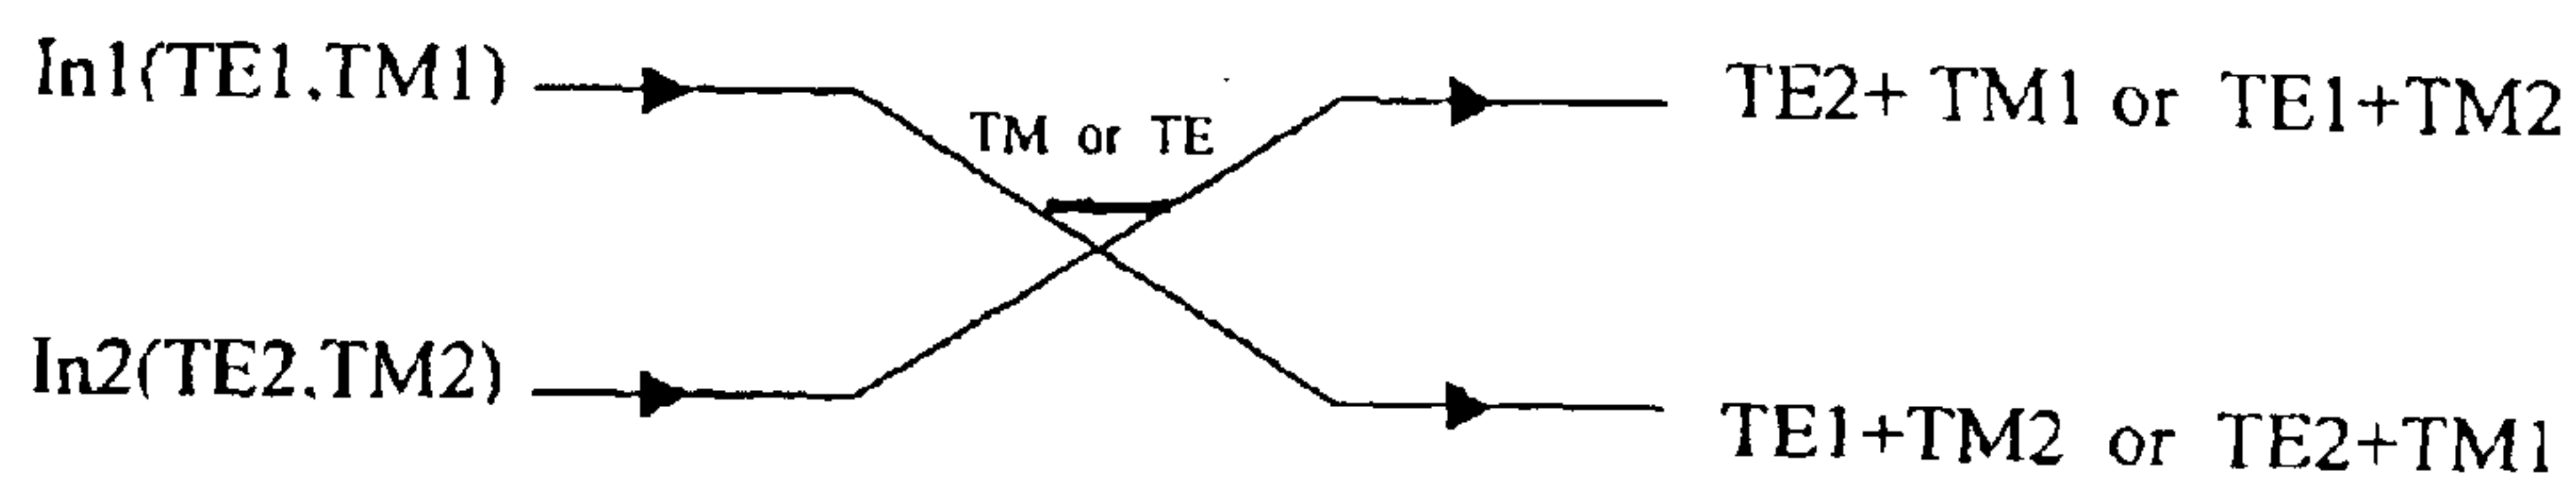 In1(TE1.TM1)
TE2+ TM1 or TE1+TM2
TM or TE
In2(TE2.TM2)
TE1+TM2 or TE2+TM1